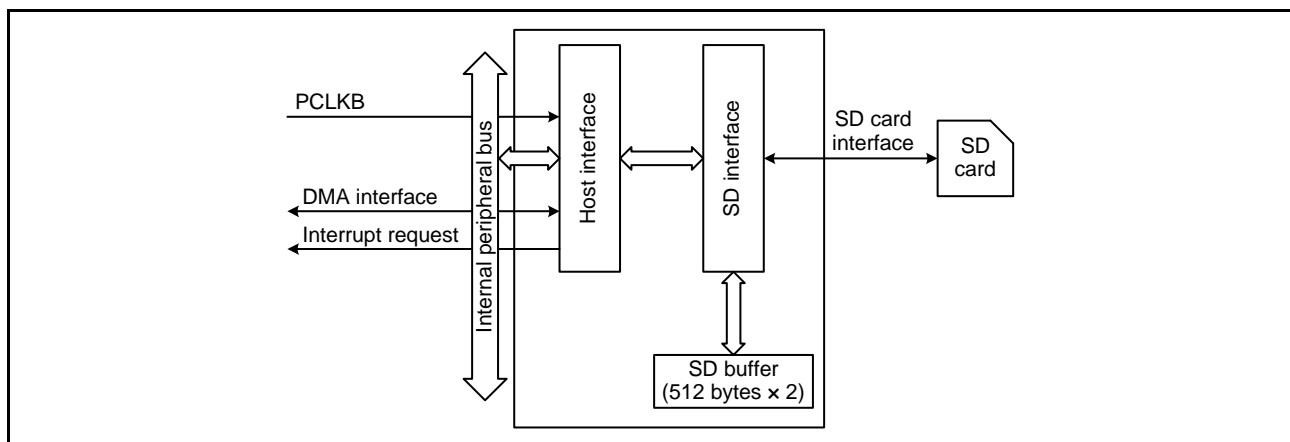 PCLKB
DMA interface
Interrupt request
Internal peripheral bus
Host interface
SD interface
SD card
interface
SD
card
SD buffer
(512 bytes × 2)